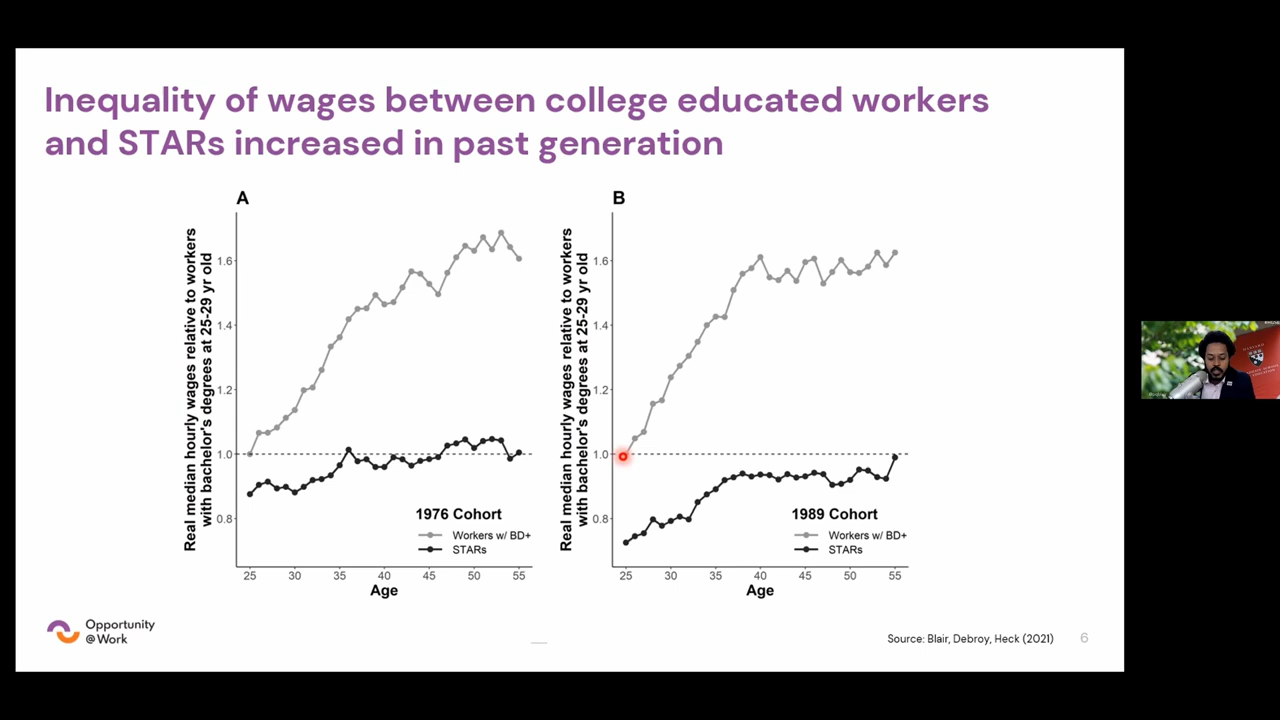 Inequality of wages between college educated workers
and STARs increased in past generation
A
Real median hourly wages relative to workers
with bachelor's degrees at 25-29 yr old
1.6
1.4
1.2
1.0
0.8
1976 Cohort
Workers w/ BD+
STARs
25 30 35 40 45 50 55
Age
B
Real median hourly wages relative to workers
with bachelor's degrees at 25-29 yr old
1.6
1.4
1.2
1.0
0.8
1989 Cohort
Workers w/ BD+
STARs
25 30 35 40 45 50 55
Age
Opportunity
@Work
Source: Blair, Debroy, Heck (2021)
6